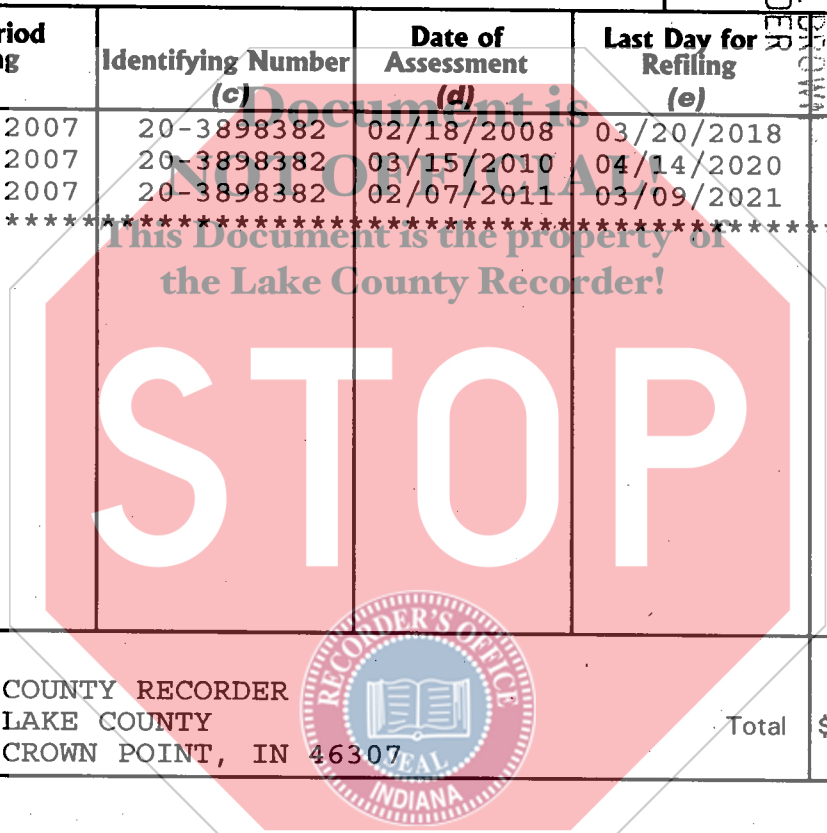 riod Date of Last Day for
g Identifying Number Assessment Refiling
(c) (d) (e)
2007 20-3898382 02/18/2008 03/20/2018
2007 20-3898382 03/15/2010 04/14/2020
2007 20-3898382 02/07/2011 03/09/2021
***********************************************
Document is
NOT OFFICIAL!
This Document is the property of
the Lake County Recorder!
STOP
COUNTY RECORDER
LAKE COUNTY
CROWN POINT, IN 46307
Total $
RECORDER'S OFFICE
SEAL
INDIANA